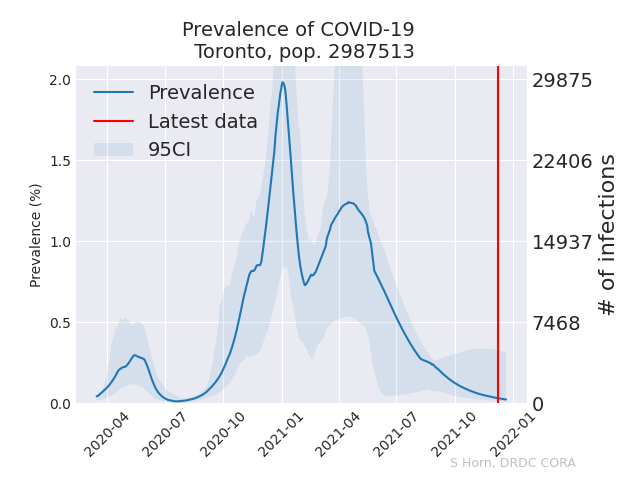 Prevalence of COVID-19
Toronto, pop. 2987513
Prevalence
Latest data
95CI
Prevalence (%)
2.0
1.5
1.0
0.5
0.0
29875
22406
14937
7468
0
# of infections
2020-04
2020-07
2020-10
2021-01
2021-04
2021-07
2021-10
2022-01
S Horn, DRDC CORA